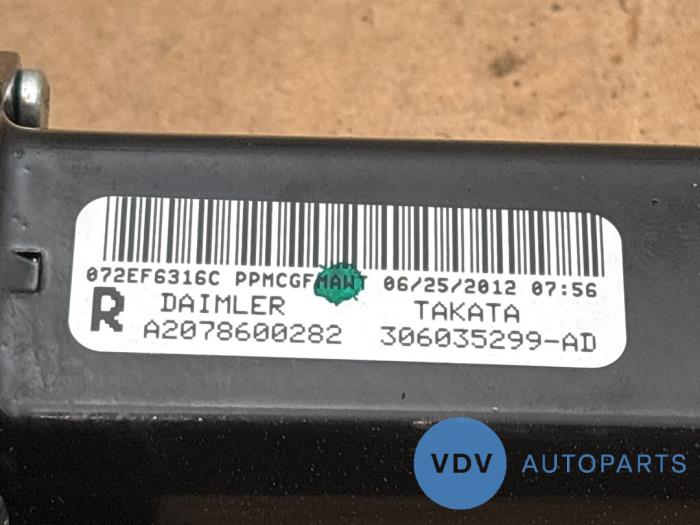 072EF6316C PPMCGFMAWT 06/25/2012 07:56
R DAIMLER TAKATA
A2078600282 306035299-AD
VDV AUTOPARTS